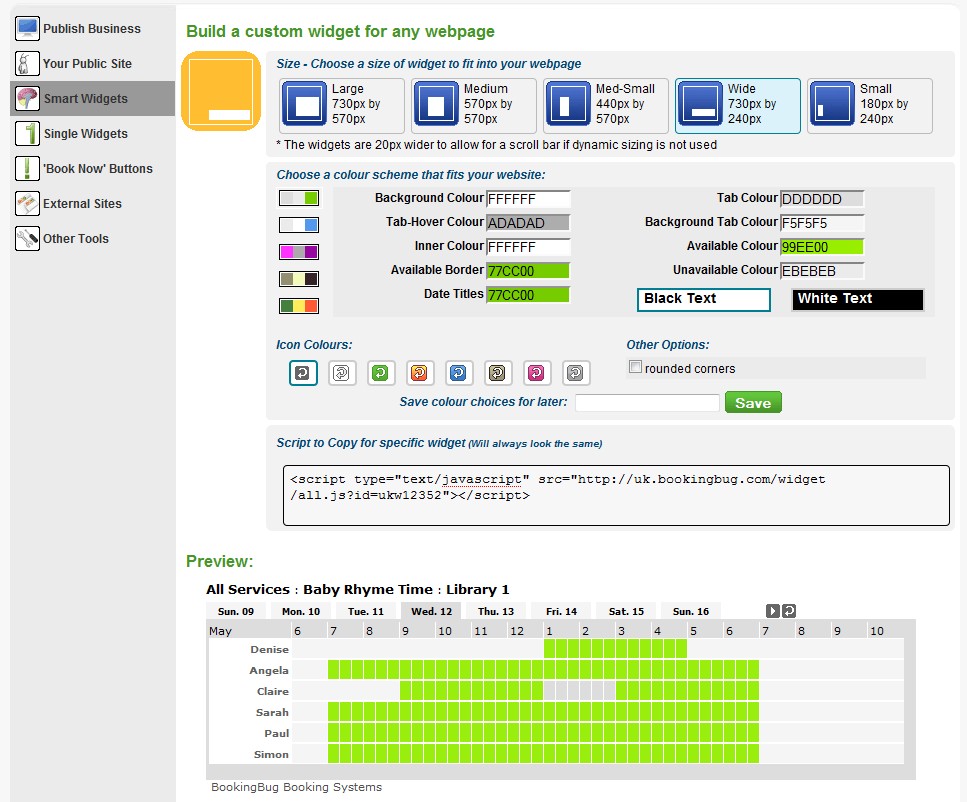 Publish Business
Your Public Site
Smart Widgets
Single Widgets
'Book Now' Buttons
External Sites
Other Tools
Build a custom widget for any webpage
Size - Choose a size of widget to fit into your webpage
Large
730px by
570px
Medium
570px by
570px
Med-Small
440px by
570px
Wide
730px by
240px
Small
180px by
240px
* The widgets are 20px wider to allow for a scroll bar if dynamic sizing is not used
Choose a colour scheme that fits your website:
Background Colour FFFFFF
Tab Colour DDDDDD
Tab-Hover Colour ADADAD
Background Tab Colour F5F5F5
Inner Colour FFFFFF
Available Colour 99EE00
Available Border 77CC00
Unavailable Colour EBEBEB
Date Titles 77CC00
Black Text
White Text
Icon Colours:
Other Options:
rounded corners
Save colour choices for later:
Save
Script to Copy for specific widget (Will always look the same)
<script type="text/javascript" src="http://uk.bookingbug.com/widget
/all.js?id=ukw12352"></script>
Preview:
All Services : Baby Rhyme Time : Library 1
Sun. 09 Mon. 10 Tue. 11 Wed. 12 Thu. 13 Fri. 14 Sat. 15 Sun. 16
May 6 7 8 9 10 11 12 1 2 3 4 5 6 7 8 9 10
Denise
Angela
Claire
Sarah
Paul
Simon
BookingBug Booking Systems